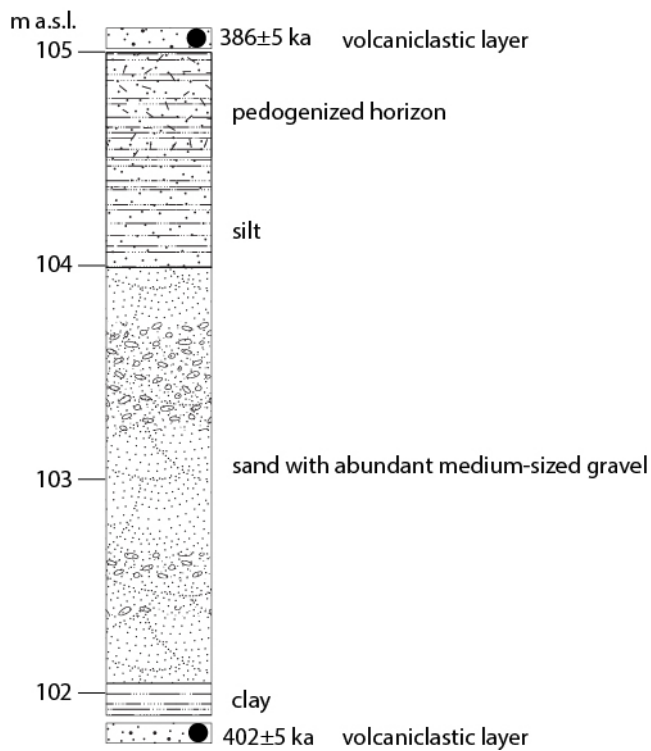 m a.s.l.
386±5 ka volcaniclastic layer
105
pedogenized horizon
silt
104
sand with abundant medium-sized gravel
103
102
clay
402±5 ka volcaniclastic layer